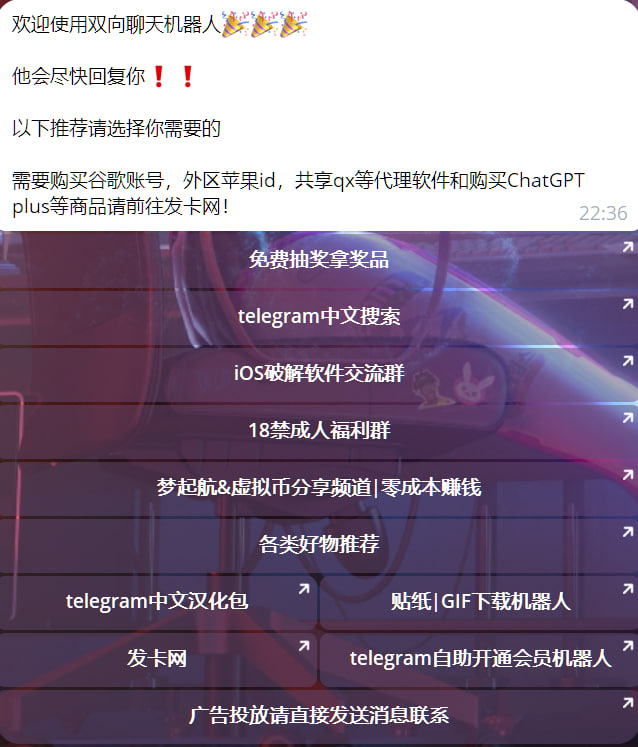 欢迎使用双向聊天机器人🎉🎉🎉
他会尽快回复你❗❗
以下推荐请选择你需要的
需要购买谷歌账号，外区苹果id，共享qx等代理软件和购买ChatGPT
plus等商品请前往发卡网！
22:36
免费抽奖拿奖品
telegram中文搜索
iOS破解软件交流群
18禁成人福利群
梦起航&虚拟币分享频道|零成本赚钱
各类好物推荐
telegram中文汉化包
贴纸|GIF下载机器人
发卡网
telegram自助开通会员机器人
广告投放请直接发送消息联系